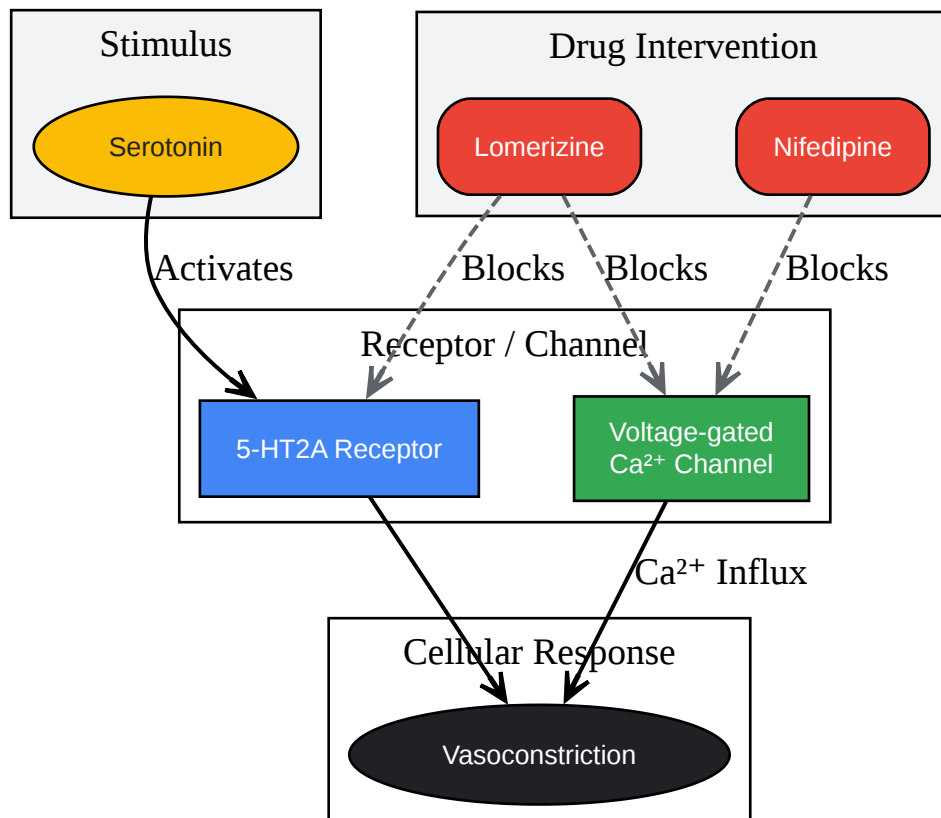 Stimulus
Drug Intervention
Serotonin
Lomerizine
Nifedipine
Activates
Blocks
Blocks
Blocks
Receptor / Channel
5-HT2A Receptor
Voltage-gated
Ca²⁺ Channel
Ca²⁺ Influx
Cellular Response
Vasoconstriction